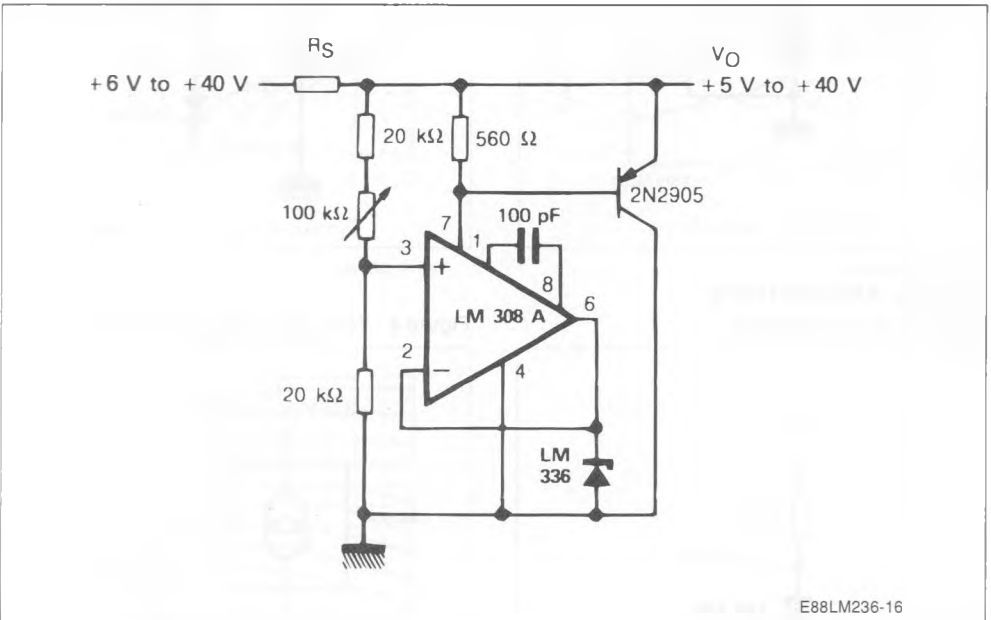 RS
VO
+6 V to +40 V
+5 V to +40 V
20 kΩ
560 Ω
2N2905
100 kΩ
100 pF
7
1
3
+
8
6
LM 308 A
2
−
4
20 kΩ
LM
336
E88LM236-16